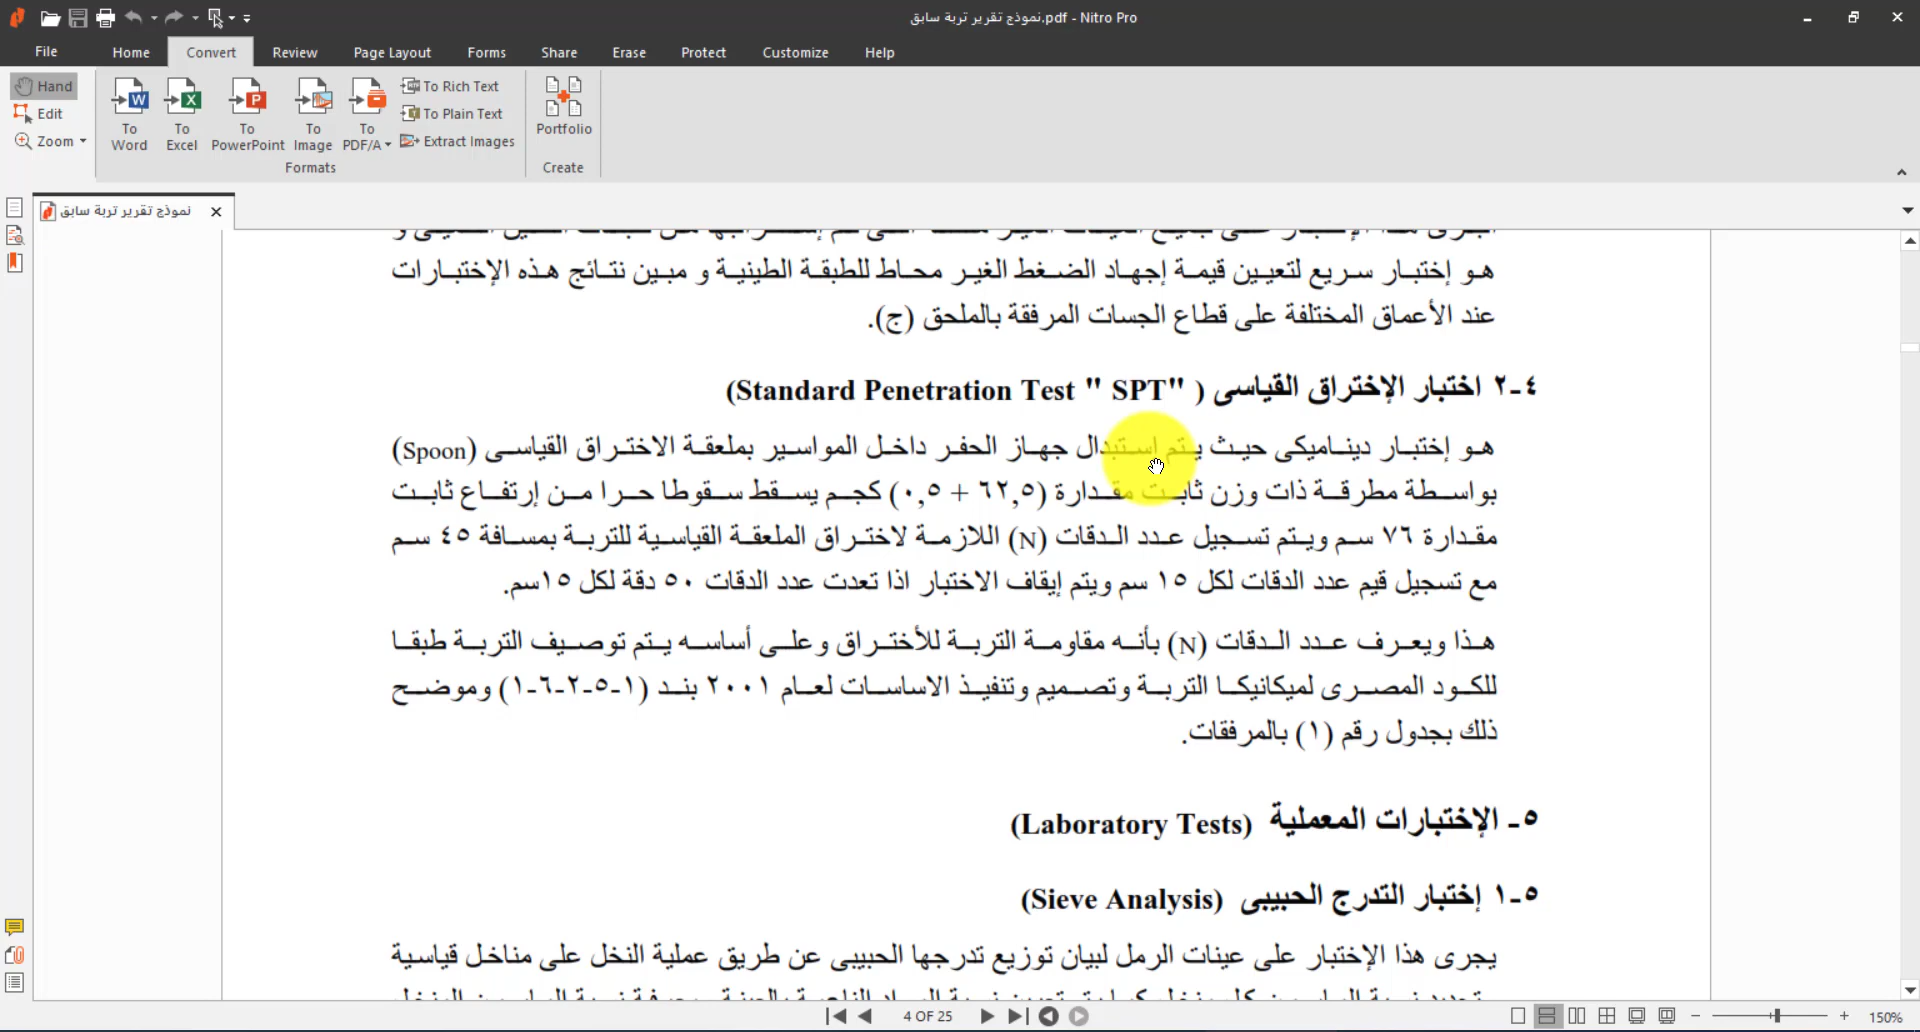 نموذج تقرير تربة سابق.pdf - Nitro Pro
File Home Convert Review Page Layout Forms Share Erase Protect Customize Help
Hand
Edit
Zoom
To Word
To Excel
To PowerPoint
To Image
To PDF/A
To Rich Text
To Plain Text
Extract Images
Portfolio
Formats
Create
نموذج تقرير تربة سابق
هو إختبار سريع لتعيين قيمة إجهاد الضغط الغير محاط للطبقة الطينية و مبين نتائج هذه الإختبارات
عند الأعماق المختلفة على قطاع الجسات المرفقة بالملحق (ج).
٤-٢ اختبار الإختراق القياسى ( "Standard Penetration Test " SPT)
هو إختبار ديناميكى حيث يتم إستبدال جهاز الحفر داخل المواسير بملعقة الاختراق القياسى (Spoon)
بواسطة مطرقة ذات وزن ثابت مقدارة (٦٢,٥ + ٠,٥) كجم يسقط سقوطا حرا من إرتفاع ثابت
مقدارة ٧٦ سم ويتم تسجيل عدد الدقات (N) اللازمة لاختراق الملعقة القياسية للتربة بمسافة ٤٥ سم
مع تسجيل قيم عدد الدقات لكل ١٥ سم ويتم إيقاف الاختبار اذا تعدت عدد الدقات ٥٠ دقة لكل ١٥سم.
هذا ويعرف عدد الدقات (N) بأنه مقاومة التربة للأختراق وعلى أساسه يتم توصيف التربة طبقا
للكود المصرى لميكانيكا التربة وتصميم وتنفيذ الاساسات لعام ٢٠٠١ بند (١-٥-٢-٦-١) وموضح
ذلك بجدول رقم (١) بالمرفقات.
٥- الإختبارات المعملية (Laboratory Tests)
٥-١ إختبار التدرج الحبيبى (Sieve Analysis)
يجرى هذا الإختبار على عينات الرمل لبيان توزيع تدرجها الحبيبى عن طريق عملية النخل على مناخل قياسية
4 OF 25
150%